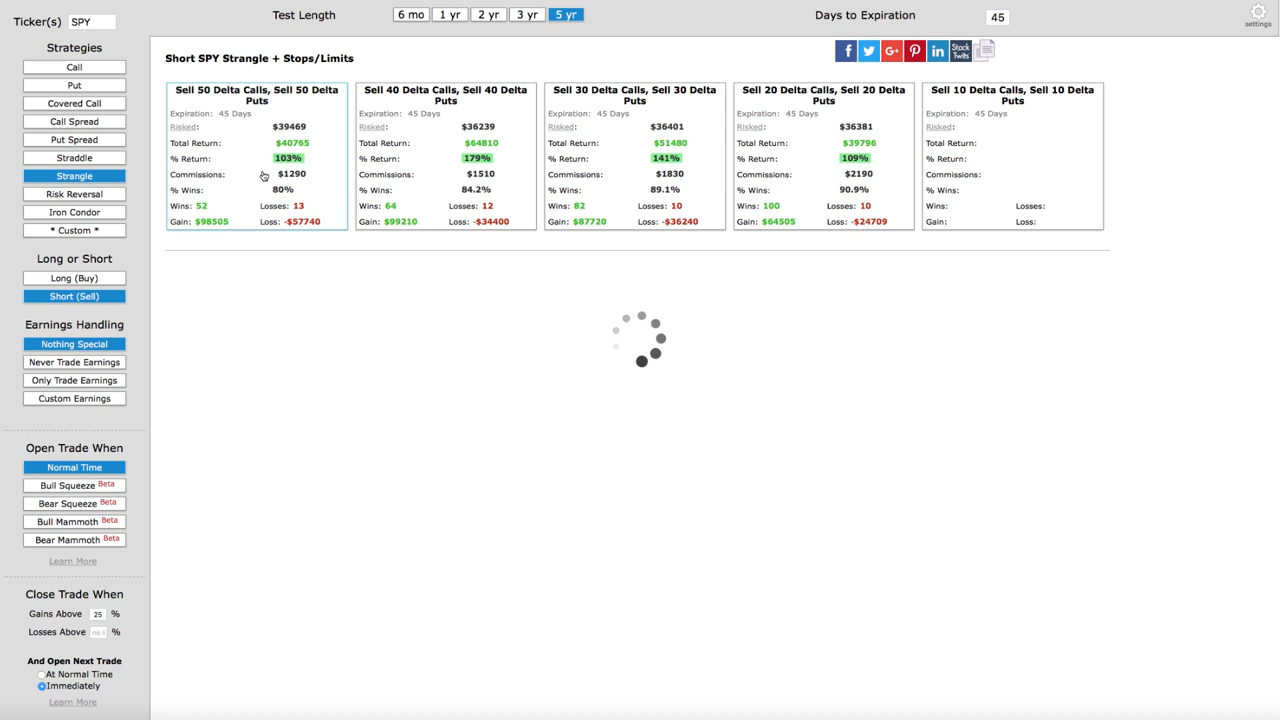 Ticker(s) SPY
Test Length 6 mo 1 yr 2 yr 3 yr 5 yr
Days to Expiration 45
settings
Strategies
Call
Put
Covered Call
Call Spread
Put Spread
Straddle
Strangle
Risk Reversal
Iron Condor
* Custom *
Long or Short
Long (Buy)
Short (Sell)
Earnings Handling
Nothing Special
Never Trade Earnings
Only Trade Earnings
Custom Earnings
Open Trade When
Normal Time
Bull Squeeze Beta
Bear Squeeze Beta
Bull Mammoth Beta
Bear Mammoth Beta
Learn More
Close Trade When
Gains Above 25 %
Losses Above %
And Open Next Trade
At Normal Time
Immediately
Learn More
Short SPY Strangle + Stops/Limits
f G+ in Stock Twits
Sell 50 Delta Calls, Sell 50 Delta
Puts
Expiration: 45 Days
Risked: $39469
Total Return: $40765
% Return: 103%
Commissions: $1290
% Wins: 80%
Wins: 52 Losses: 13
Gain: $98505 Loss: -$57740
Sell 40 Delta Calls, Sell 40 Delta
Puts
Expiration: 45 Days
Risked: $36239
Total Return: $64810
% Return: 179%
Commissions: $1510
% Wins: 84.2%
Wins: 64 Losses: 12
Gain: $99210 Loss: -$34400
Sell 30 Delta Calls, Sell 30 Delta
Puts
Expiration: 45 Days
Risked: $36401
Total Return: $51480
% Return: 141%
Commissions: $1830
% Wins: 89.1%
Wins: 82 Losses: 10
Gain: $87720 Loss: -$36240
Sell 20 Delta Calls, Sell 20 Delta
Puts
Expiration: 45 Days
Risked: $36381
Total Return: $39796
% Return: 109%
Commissions: $2190
% Wins: 90.9%
Wins: 100 Losses: 10
Gain: $64505 Loss: -$24709
Sell 10 Delta Calls, Sell 10 Delta
Puts
Expiration: 45 Days
Risked:
Total Return:
% Return:
Commissions:
% Wins:
Wins: Losses:
Gain: Loss: